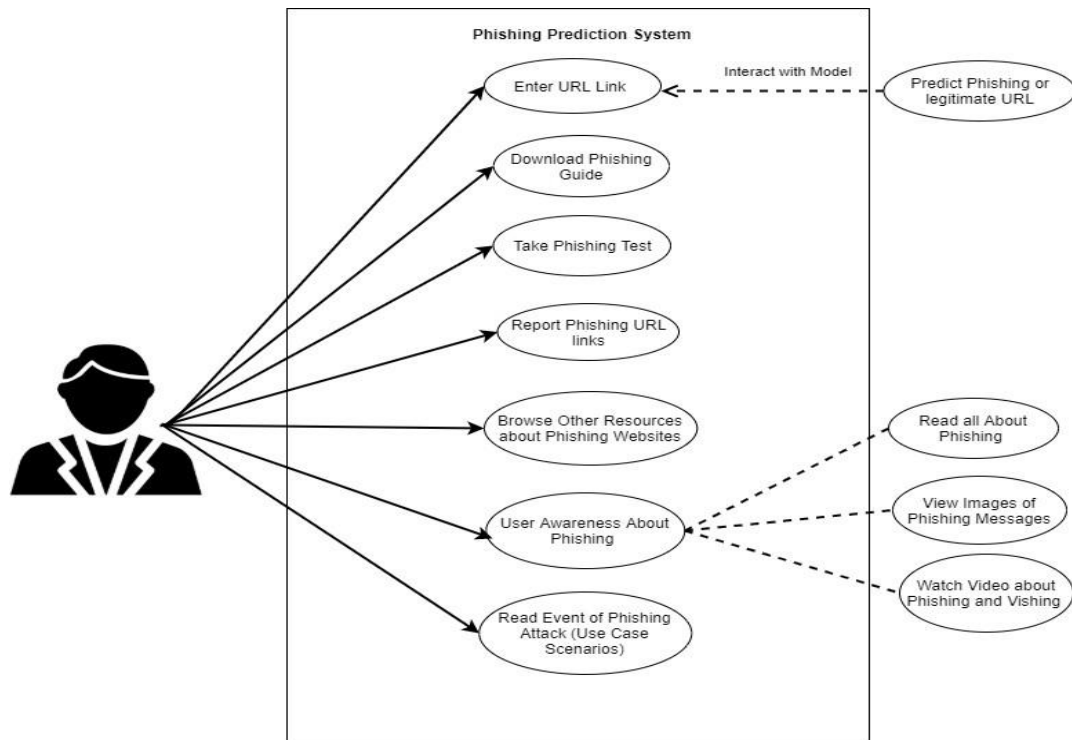 Phishing Prediction System
Enter URL Link
Interact with Model
Predict Phishing or
legitimate URL
Download Phishing
Guide
Take Phishing Test
Report Phishing URL
links
Browse Other Resources
about Phishing Websites
Read all About
Phishing
User Awareness About
Phishing
View Images of
Phishing Messages
Watch Video about
Phishing and Vishing
Read Event of Phishing
Attack (Use Case
Scenarios)